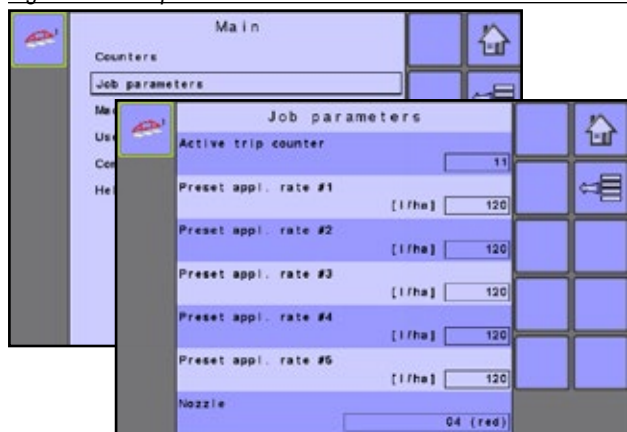 Main
Counters
Job parameters
Job parameters
Active trip counter
11
Preset appl. rate #1
[l/ha] 120
Preset appl. rate #2
[l/ha] 120
Preset appl. rate #3
[l/ha] 120
Preset appl. rate #4
[l/ha] 120
Preset appl. rate #5
[l/ha] 120
Nozzle
04 (red)